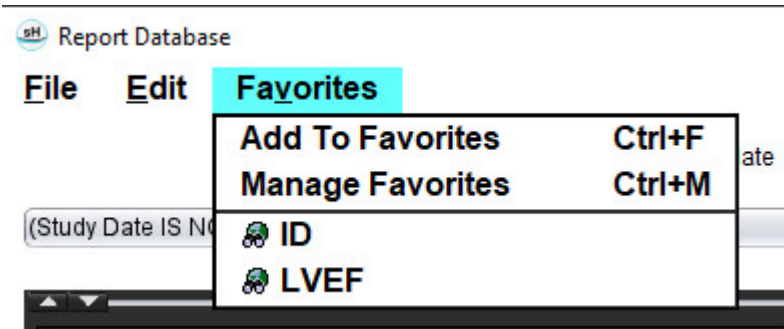 sH Report Database
File Edit Favorites
Add To Favorites Ctrl+F
ate
Manage Favorites Ctrl+M
(Study Date IS NO
ID
LVEF